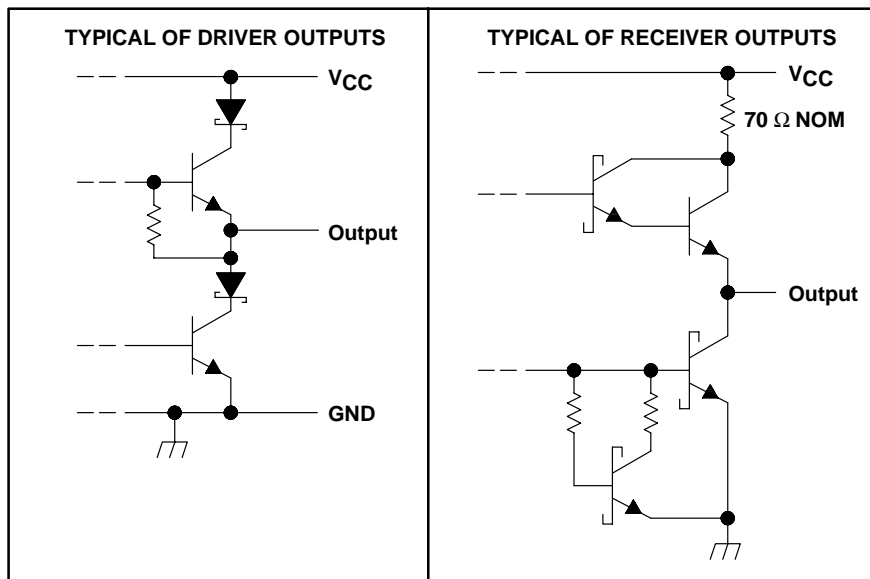 TYPICAL OF DRIVER OUTPUTS
VCC
Output
GND
TYPICAL OF RECEIVER OUTPUTS
VCC
70 Ω NOM
Output